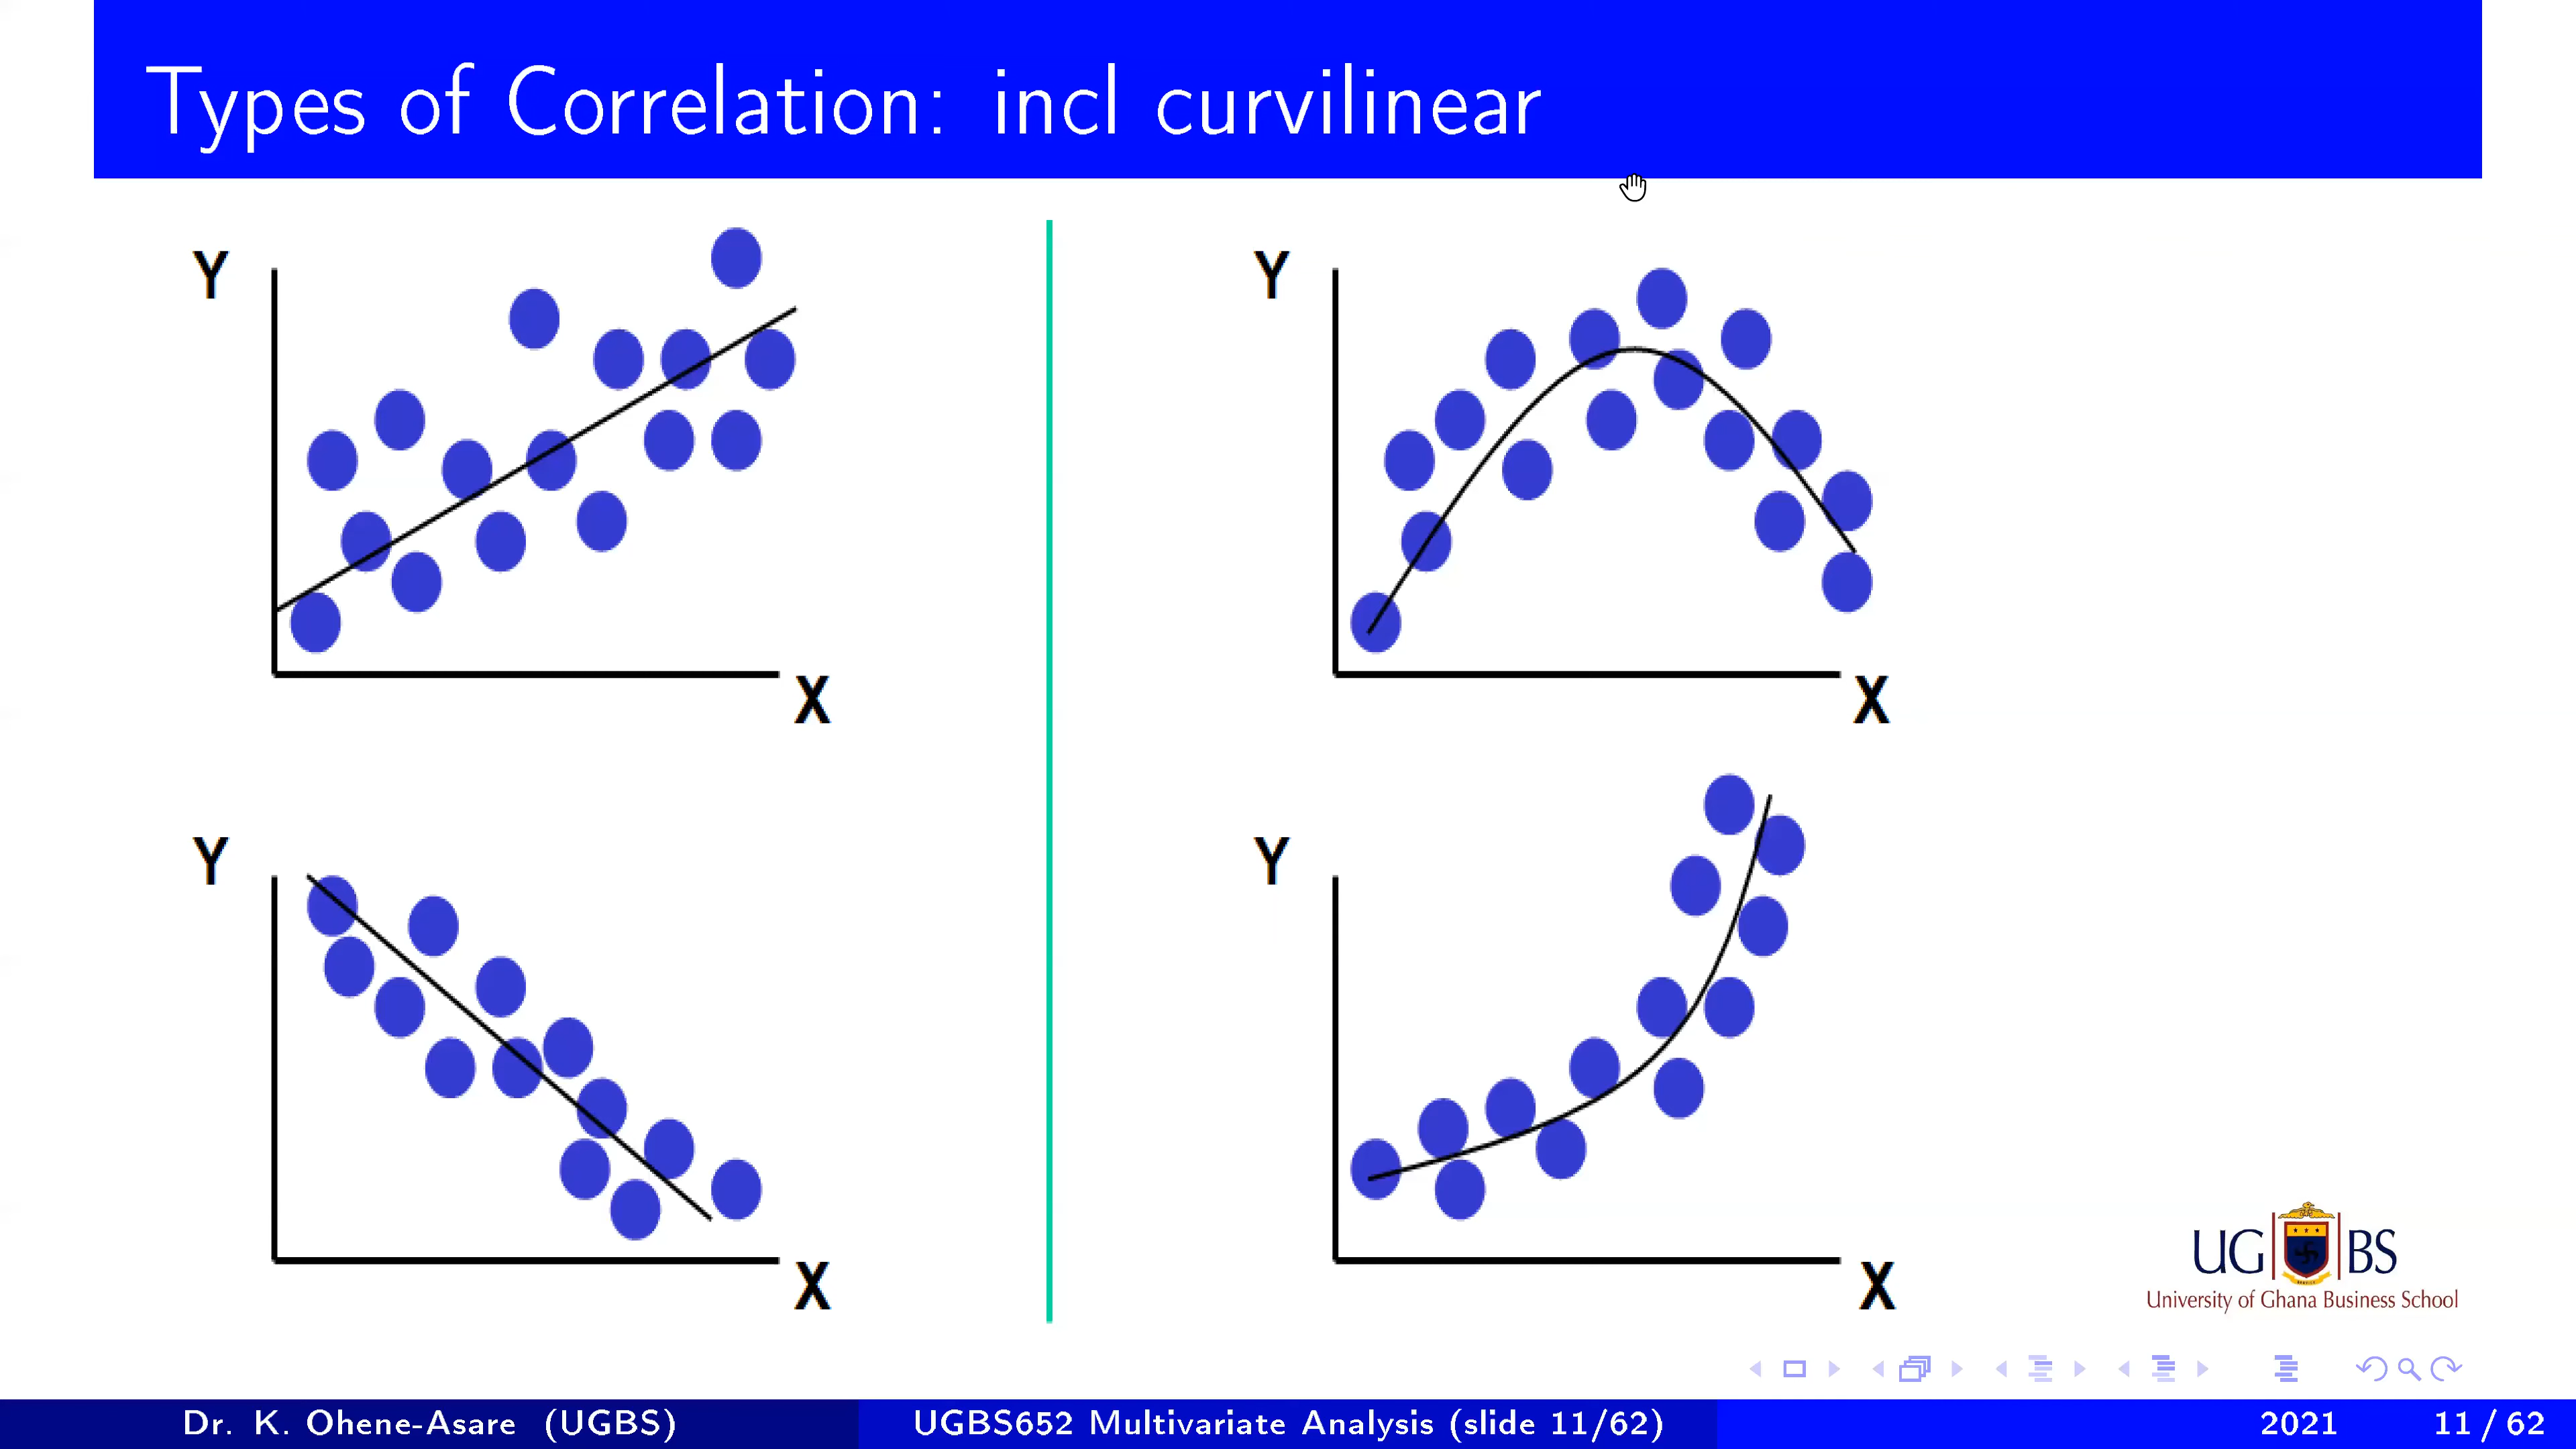 Types of Correlation: incl curvilinear
Y
X
Y
X
Y
X
Y
X
UG BS
University of Ghana Business School
Dr. K. Ohene-Asare (UGBS)
UGBS652 Multivariate Analysis (slide 11/62)
2021
11 / 62